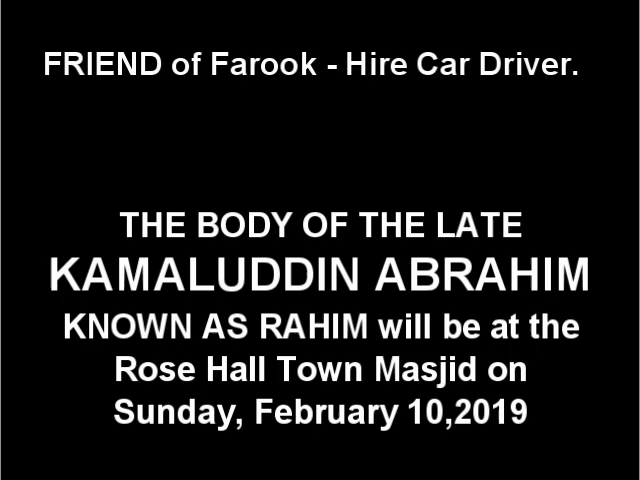 FRIEND of Farook - Hire Car Driver.
THE BODY OF THE LATE
KAMALUDDIN ABRAHIM
KNOWN AS RAHIM will be at the
Rose Hall Town Masjid on
Sunday, February 10,2019